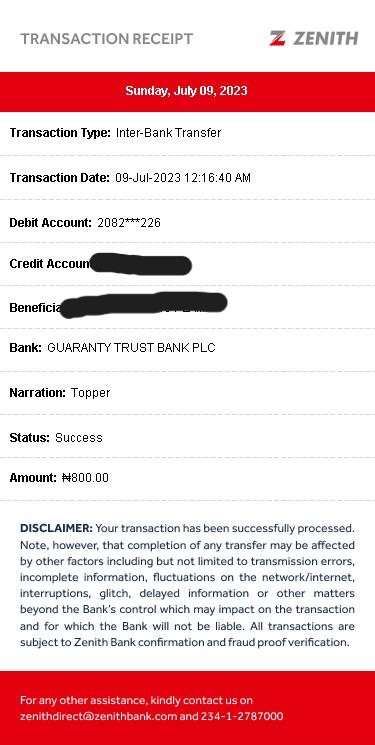 TRANSACTION RECEIPT
ZENITH
Sunday, July 09, 2023
Transaction Type: Inter-Bank Transfer
Transaction Date: 09-Jul-2023 12:16:40 AM
Debit Account: 2082***226
Credit Accoun
Beneficia
Bank: GUARANTY TRUST BANK PLC
Narration: Topper
Status: Success
Amount: ₦800.00
DISCLAIMER: Your transaction has been successfully processed.
Note, however, that completion of any transfer may be affected
by other factors including but not limited to transmission errors,
incomplete information, fluctuations on the network/internet,
interruptions, glitch, delayed information or other matters
beyond the Bank's control which may impact on the transaction
and for which the Bank will not be liable. All transactions are
subject to Zenith Bank confirmation and fraud proof verification.
For any other assistance, kindly contact us on
zenithdirect@zenithbank.com and 234-1-2787000